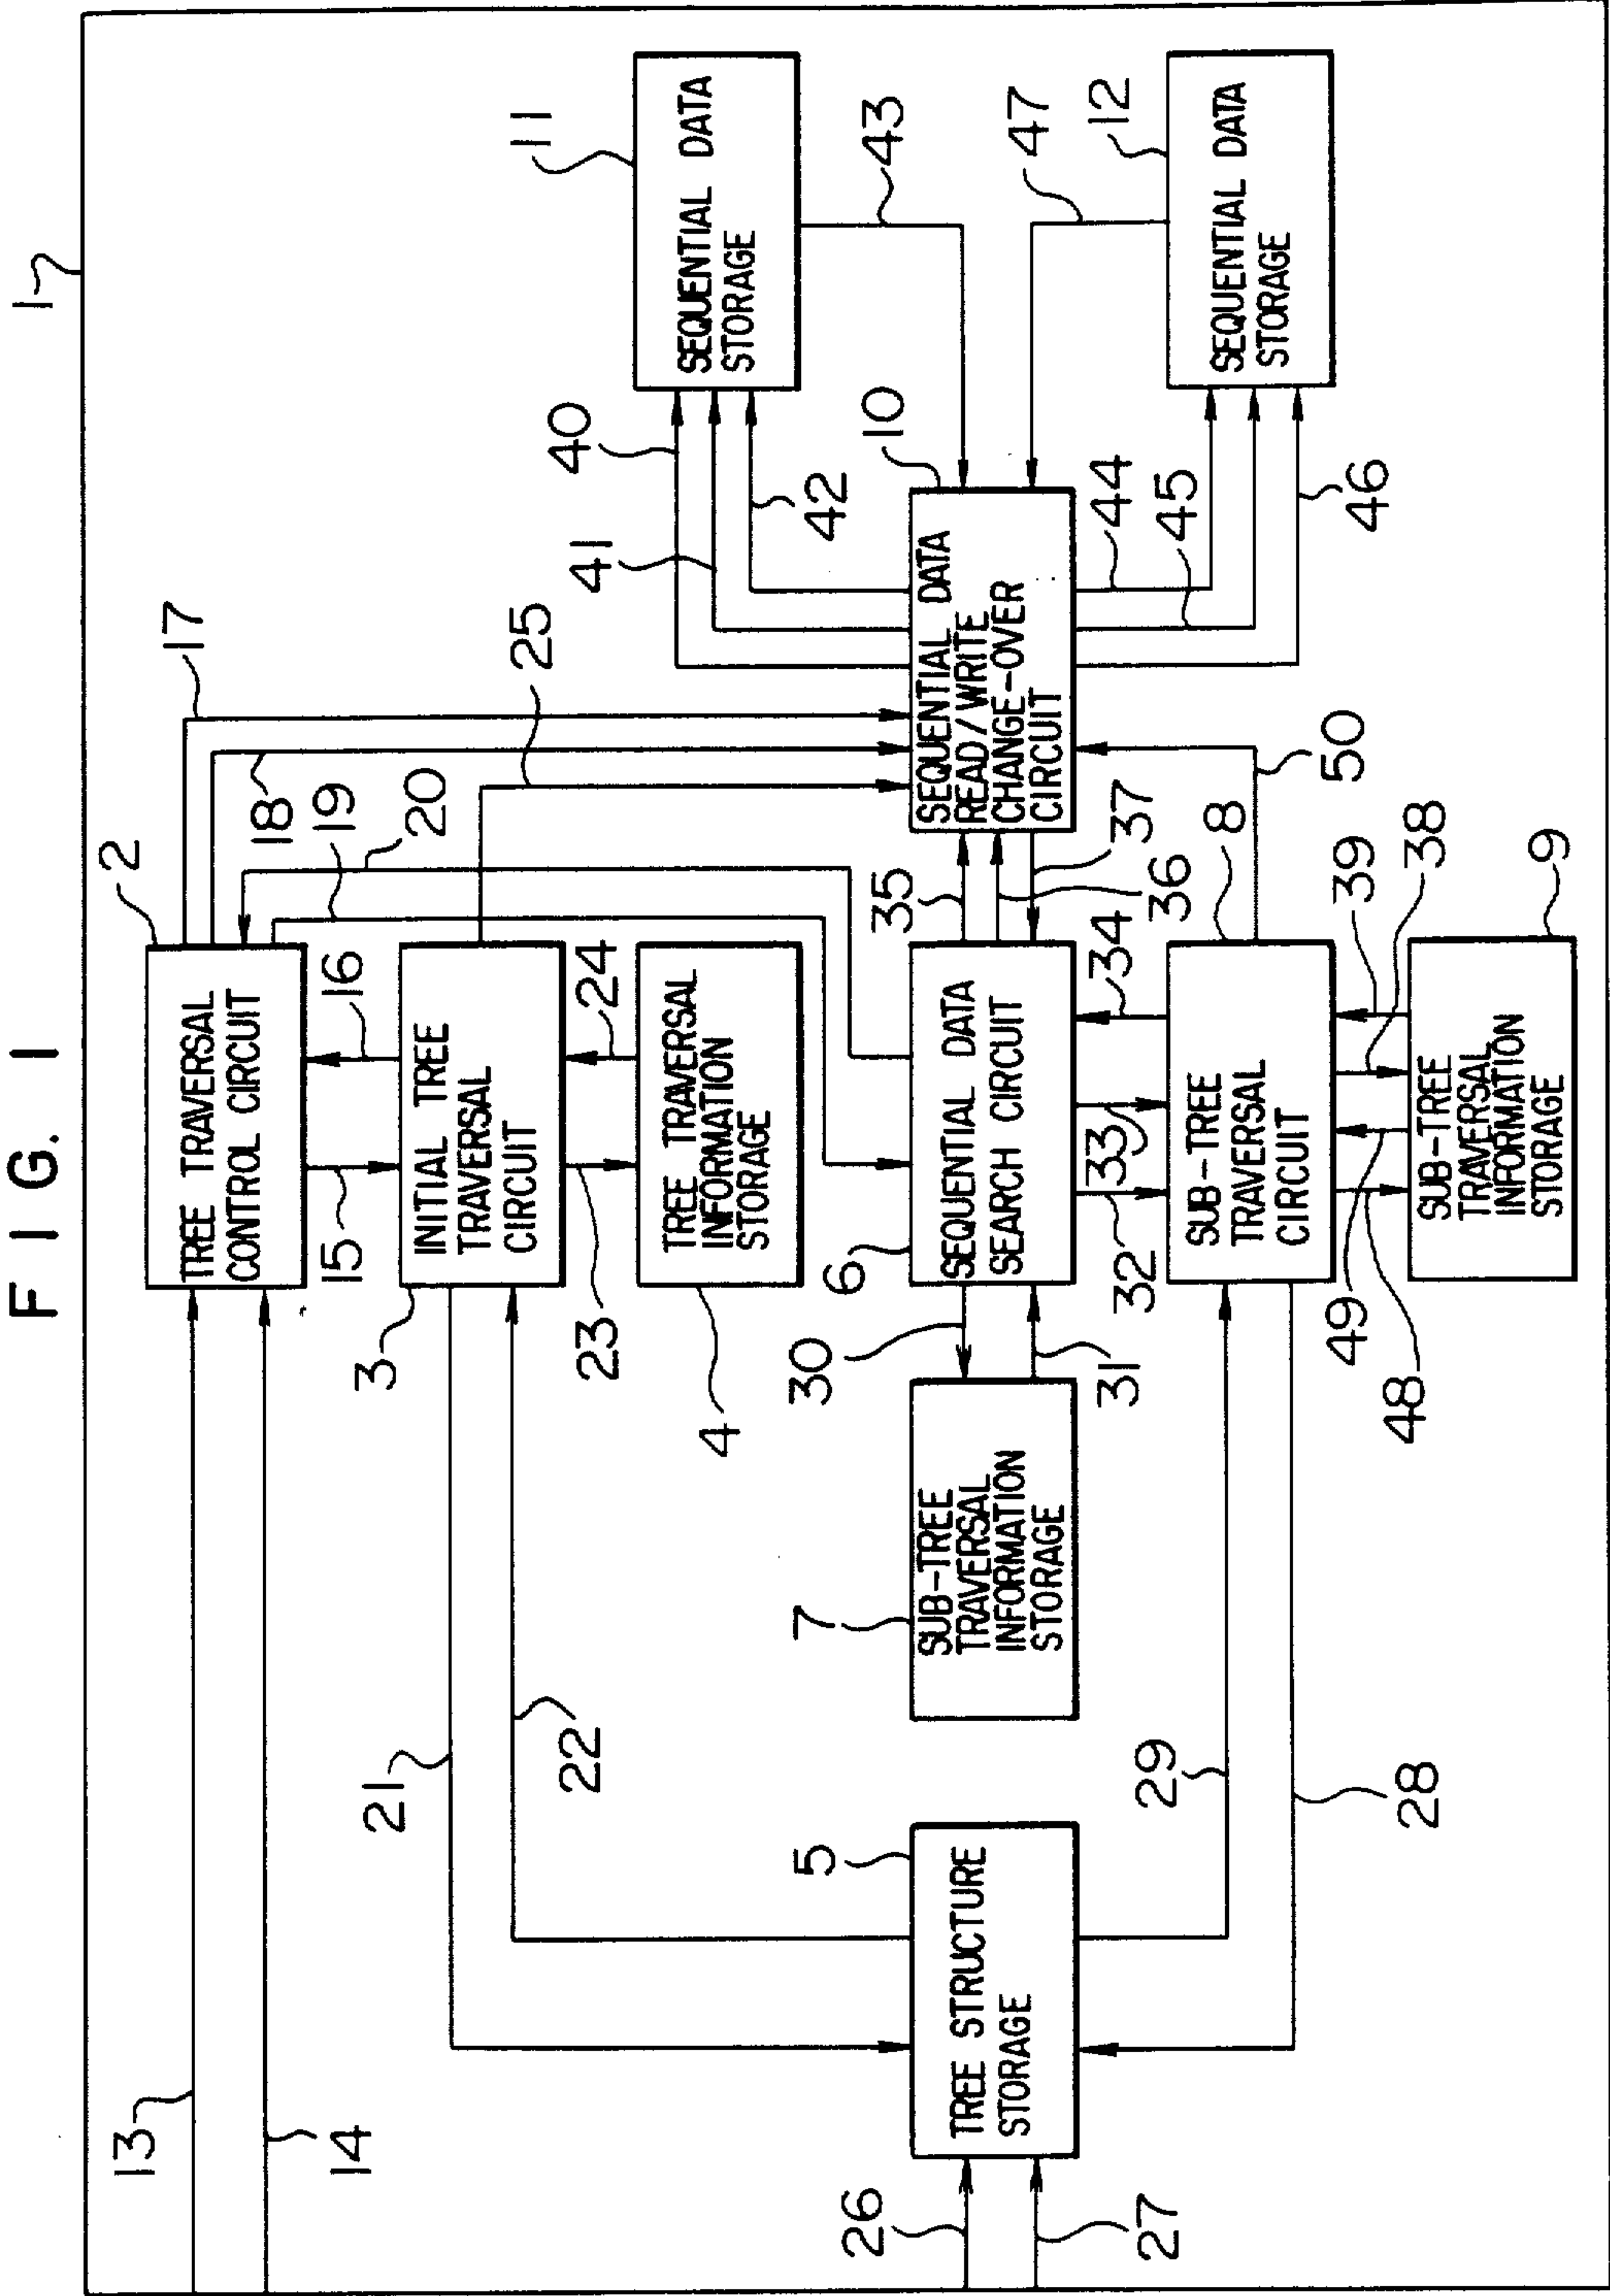 FIG. 1
1
2
TREE TRAVERSAL
CONTROL CIRCUIT
13
14
15
16
17
18
19
20
3
INITIAL TREE
TRAVERSAL
CIRCUIT
21
22
23
24
25
4
TREE TRAVERSAL
INFORMATION
STORAGE
5
TREE STRUCTURE
STORAGE
26
27
28
29
6
SEQUENTIAL DATA
SEARCH CIRCUIT
30
31
32
33
34
35
36
37
7
SUB-TREE
TRAVERSAL
INFORMATION
STORAGE
8
SUB-TREE
TRAVERSAL
CIRCUIT
49
48
39
38
50
9
SUB-TREE
TRAVERSAL
INFORMATION
STORAGE
10
SEQUENTIAL DATA
READ/WRITE
CHANGE-OVER
CIRCUIT
40
41
42
43
44
45
46
47
11
SEQUENTIAL DATA
STORAGE
12
SEQUENTIAL DATA
STORAGE